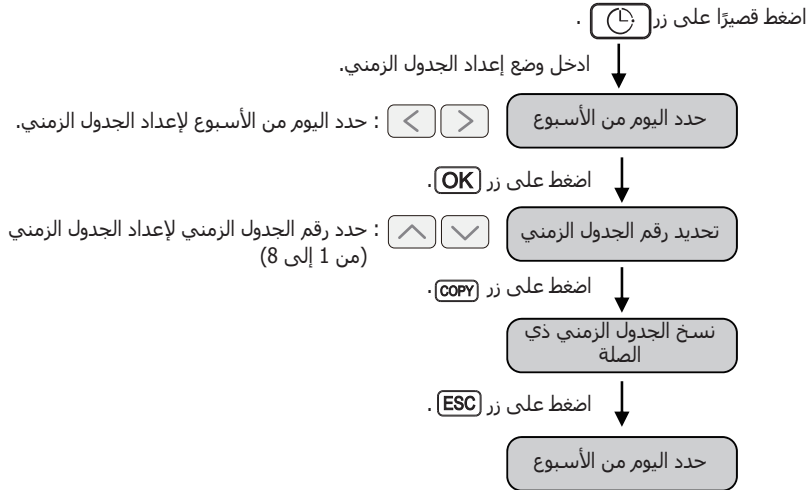 اضغط قصيرًا على زر .
ادخل وضع إعداد الجدول الزمني.
حدد اليوم من الأسبوع
: حدد اليوم من الأسبوع لإعداد الجدول الزمني.
اضغط على زر OK.
تحديد رقم الجدول الزمني
: حدد رقم الجدول الزمني لإعداد الجدول الزمني
(من 1 إلى 8)
اضغط على زر COPY.
نسخ الجدول الزمني ذي
الصلة
اضغط على زر ESC .
حدد اليوم من الأسبوع